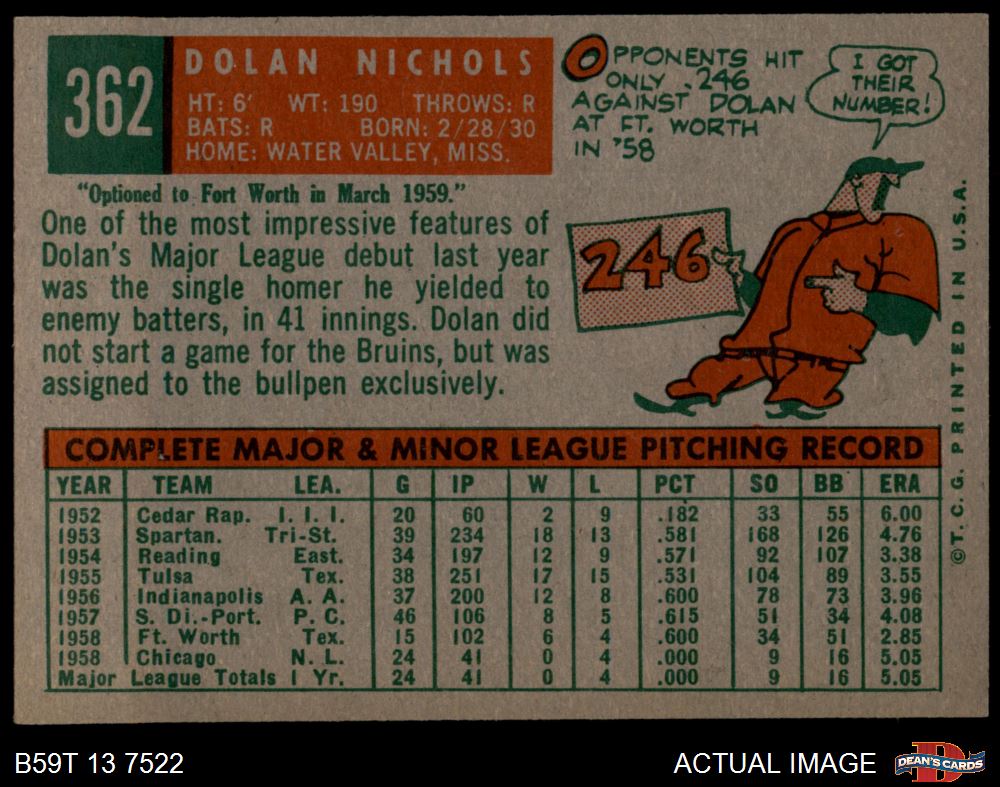 362
DOLAN NICHOLS
HT: 6' WT: 190 THROWS: R
BATS: R BORN: 2/28/30
HOME: WATER VALLEY, MISS.
"Optioned to Fort Worth in March 1959."
One of the most impressive features of
Dolan's Major League debut last year
was the single homer he yielded to
enemy batters, in 41 innings. Dolan did
not start a game for the Bruins, but was
assigned to the bullpen exclusively.
OPPONENTS HIT
ONLY .246
AGAINST DOLAN
AT FT. WORTH
IN '58
I GOT
THEIR
NUMBER!
246
COMPLETE MAJOR & MINOR LEAGUE PITCHING RECORD
YEAR TEAM LEA. G IP W L PCT SO BB ERA
1952 Cedar Rap. I. I. I. 20 60 2 9 .182 33 55 6.00
1953 Spartan. Tri-St. 39 234 18 13 .581 168 126 4.76
1954 Reading East. 34 197 12 9 .571 92 107 3.38
1955 Tulsa Tex. 38 251 17 15 .531 104 89 3.55
1956 Indianapolis A. A. 37 200 12 8 .600 78 73 3.96
1957 S. Di.-Port. P. C. 46 106 8 5 .615 51 34 4.08
1958 Ft. Worth Tex. 15 102 6 4 .600 34 51 2.85
1958 Chicago N. L. 24 41 0 4 .000 9 16 5.05
Major League Totals 1 Yr. 24 41 0 4 .000 9 16 5.05
©T. C. G. PRINTED IN U.S.A.
B59T 13 7522
ACTUAL IMAGE
DEAN'S CARDS